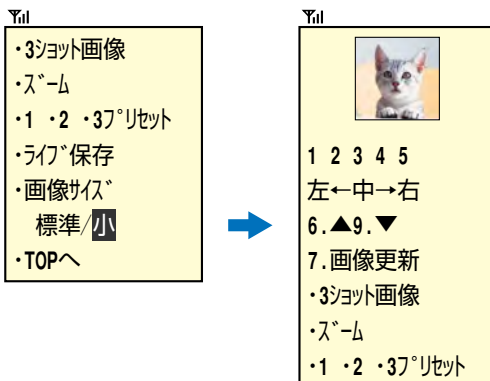 ・3ｼｮｯﾄ画像
・ｽﾞｰﾑ
・1 ・2 ・3ﾌﾟﾘｾｯﾄ
・ﾗｲﾌﾞ保存
・画像ｻｲｽﾞ
標準/小
・TOPへ
1 2 3 4 5
左←中→右
6.▲9.▼
7.画像更新
・3ｼｮｯﾄ画像
・ｽﾞｰﾑ
・1 ・2 ・3ﾌﾟﾘｾｯﾄ